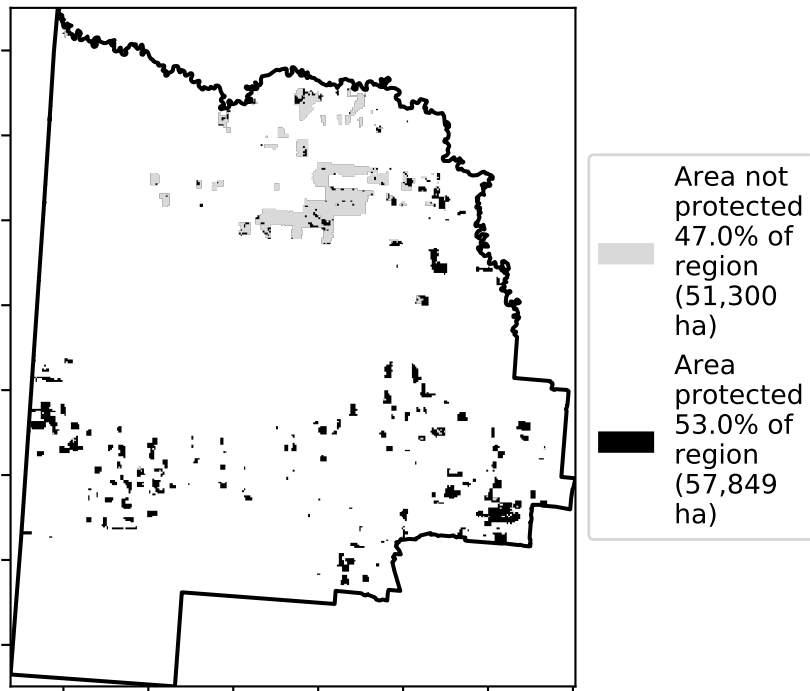 Area not
protected
47.0% of
region
(51,300
ha)
Area
protected
53.0% of
region
(57,849
ha)